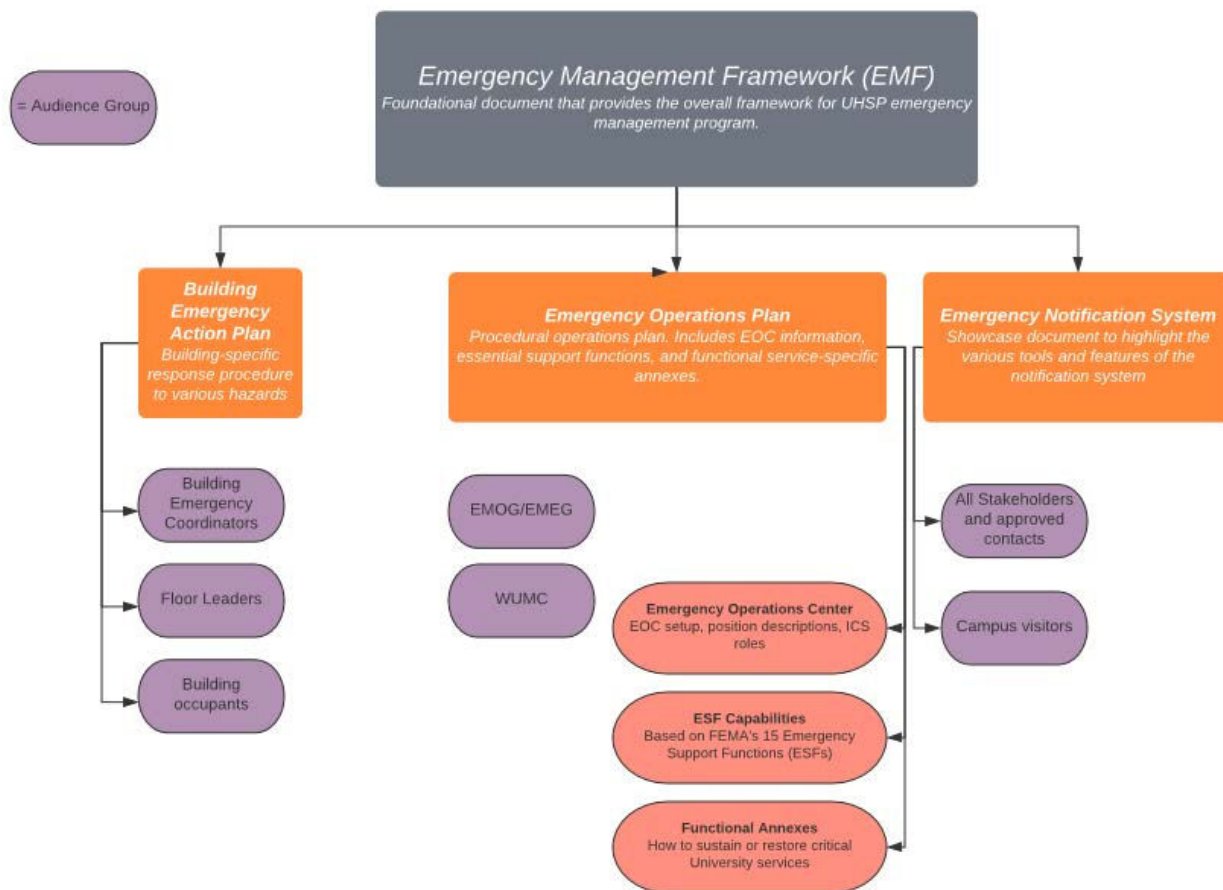 Emergency Management Framework (EMF)
Foundational document that provides the overall framework for UHSP emergency
management program.
= Audience Group
Building
Emergency
Action Plan
Building-specific
response procedure
to various hazards
Emergency Operations Plan
Procedural operations plan. Includes EOC information,
essential support functions, and functional service-specific
annexes.
Emergency Notification System
Showcase document to highlight the
various tools and features of the
notification system
Building
Emergency
Coordinators
Floor Leaders
Building
occupants
EMOG/EMEG
WUMC
Emergency Operations Center
EOC setup, position descriptions, ICS
roles
ESF Capabilities
Based on FEMA's 15 Emergency
Support Functions (ESFs)
Functional Annexes
How to sustain or restore critical
University services
All Stakeholders
and approved
contacts
Campus visitors